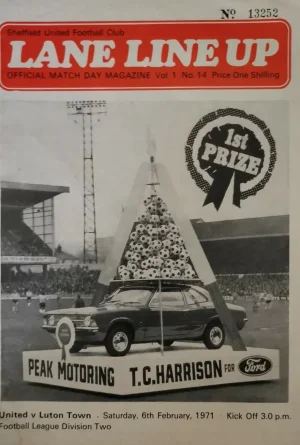 Nº 13252
Sheffield United Football Club
LANE LINE UP
OFFICIAL MATCH DAY MAGAZINE Vol 1 No. 14 Price One Shilling
1st
PRIZE
PEAK MOTORING T.C. HARRISON FOR Ford
United v Luton Town . Saturday, 6th February, 1971 . Kick Off 3.0 p.m.
Football League Division Two